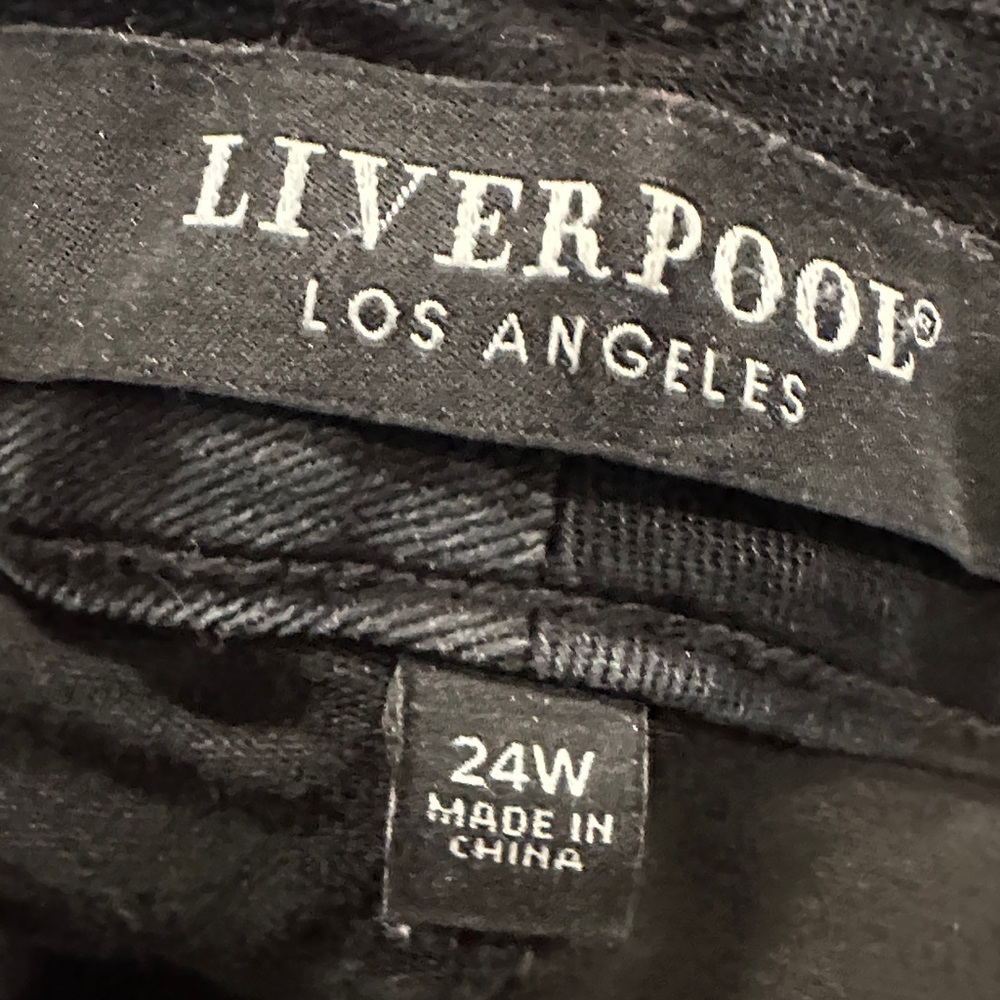 LIVERPOOL®
LOS ANGELES
24W
MADE IN
CHINA